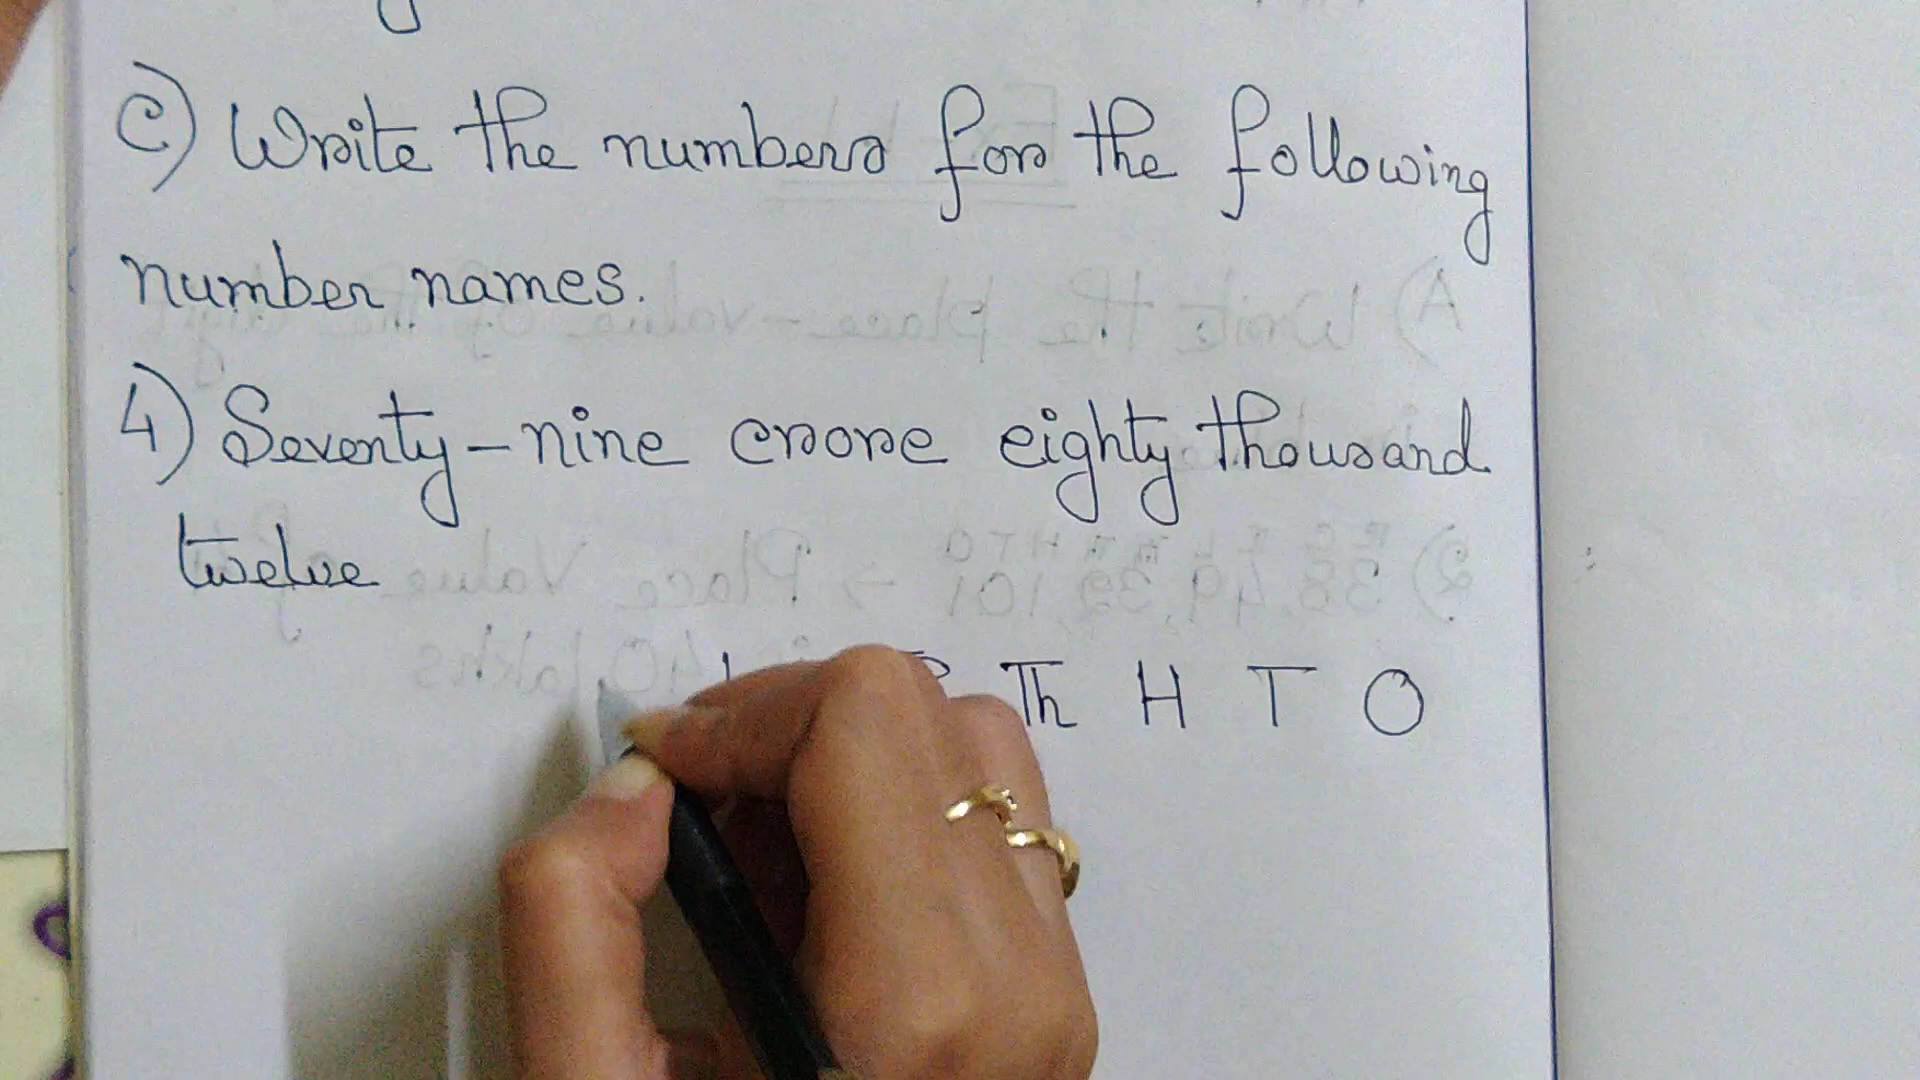 C) Write the numbers for the following
number names.
4) Seventy-nine crore eighty thousand
twelve
Th H T O